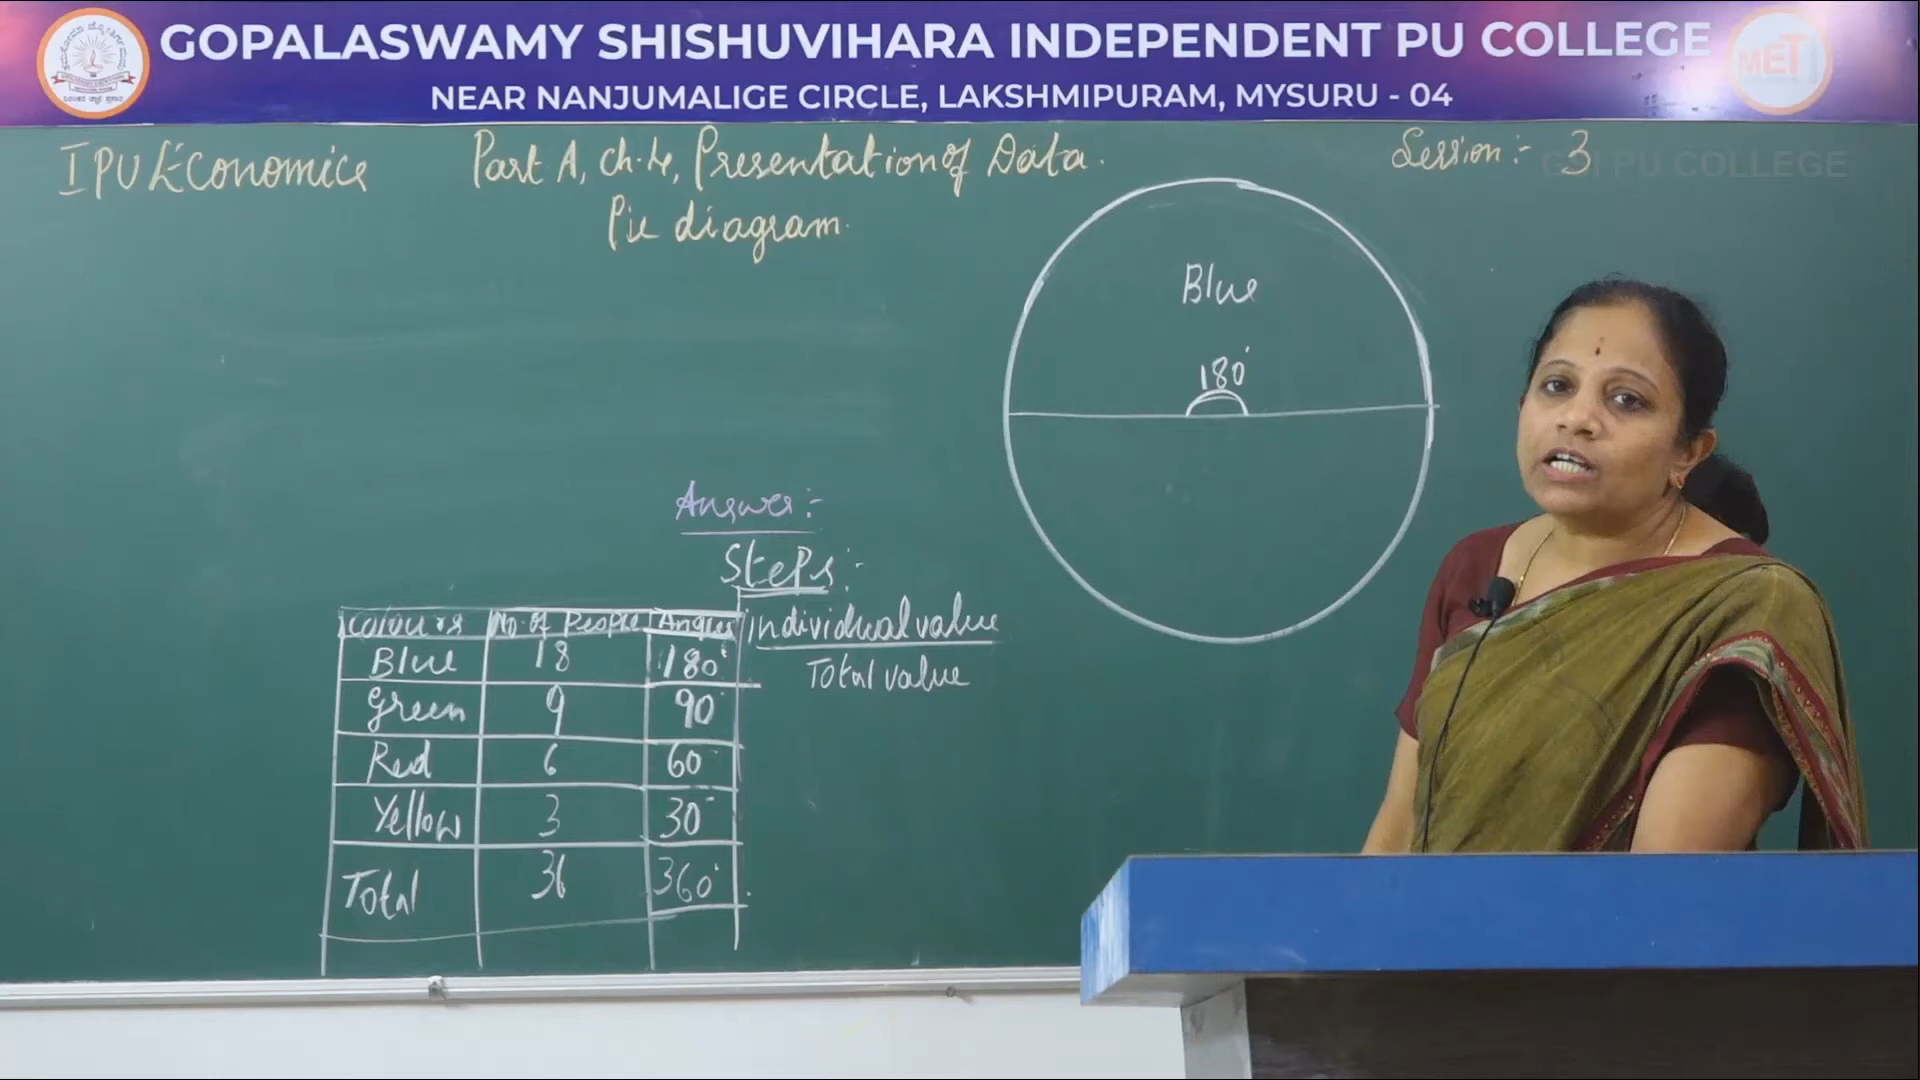 GOPALASWAMY SHISHUVIHARA INDEPENDENT PU COLLEGE
MET
NEAR NANJUMALIGE CIRCLE, LAKSHMIPURAM, MYSURU - 04
I PU Economics
Part A, Ch.4, Presentation of Data.
Session:- 3
PU COLLEGE
Pie diagram.
Blue
180°
Answer:-
Steps:-
Colours No. of People Angles
Individual value
Total value
Blue 18 180°
Green 9 90°
Red 6 60°
Yellow 3 30°
Total 36 360°